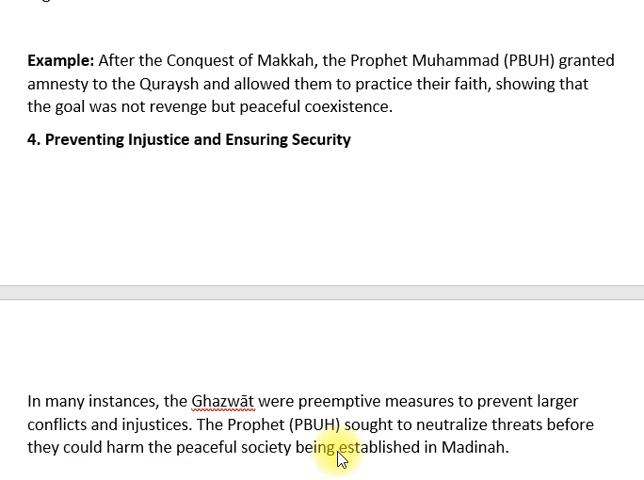 Example: After the Conquest of Makkah, the Prophet Muhammad (PBUH) granted
amnesty to the Quraysh and allowed them to practice their faith, showing that
the goal was not revenge but peaceful coexistence.
4. Preventing Injustice and Ensuring Security
In many instances, the Ghazwāt were preemptive measures to prevent larger
conflicts and injustices. The Prophet (PBUH) sought to neutralize threats before
they could harm the peaceful society being established in Madinah.